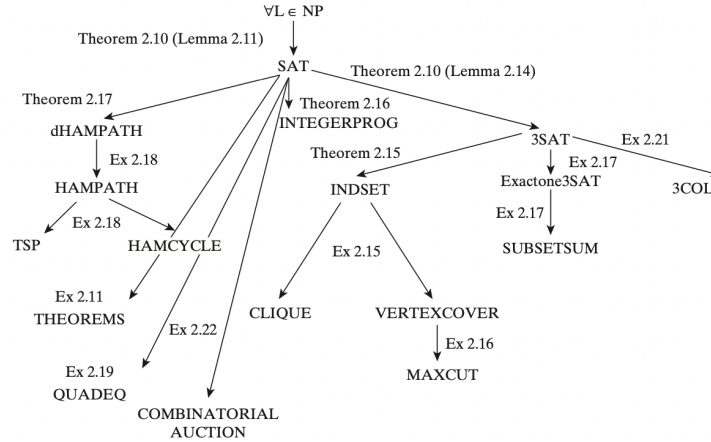 ∀L ∈ NP
Theorem 2.10 (Lemma 2.11)
SAT
Theorem 2.10 (Lemma 2.14)
Theorem 2.17
Theorem 2.16
dHAMPATH
INTEGERPROG
3SAT
Ex 2.21
Ex 2.18
Theorem 2.15
Ex 2.17
HAMPATH
INDSET
Exactone3SAT
3COL
Ex 2.18
Ex 2.17
TSP
HAMCYCLE
Ex 2.15
SUBSETSUM
Ex 2.11
THEOREMS
CLIQUE
VERTEXCOVER
Ex 2.22
Ex 2.16
Ex 2.19
QUADEQ
MAXCUT
COMBINATORIAL
AUCTION